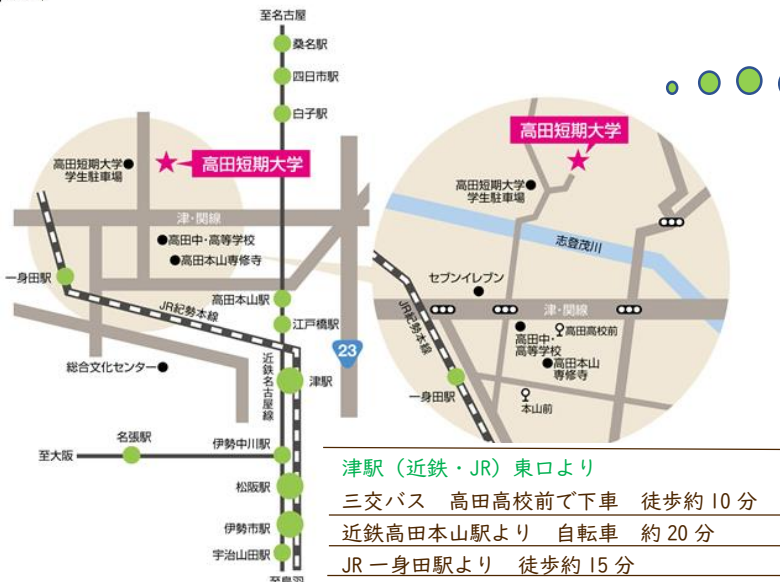 至名古屋
桑名駅
四日市駅
白子駅
高田短期大学
学生駐車場
高田短期大学
津・関線
高田中・高等学校
高田本山専修寺
一身田駅
JR紀勢本線
高田本山駅
江戸橋駅
23
総合文化センター
近鉄名古屋線
津駅
名張駅
至大阪
伊勢中川駅
松阪駅
伊勢市駅
宇治山田駅
至鳥羽
高田短期大学
高田短期大学
学生駐車場
志登茂川
セブンイレブン
津・関線
JR紀勢本線
高田中・
高等学校
高田高校前
高田本山
専修寺
一身田駅
本山前
津駅（近鉄・JR）東口より
三交バス　高田高校前で下車　徒歩約10分
近鉄高田本山駅より　自転車　約20分
JR一身田駅より　徒歩約15分